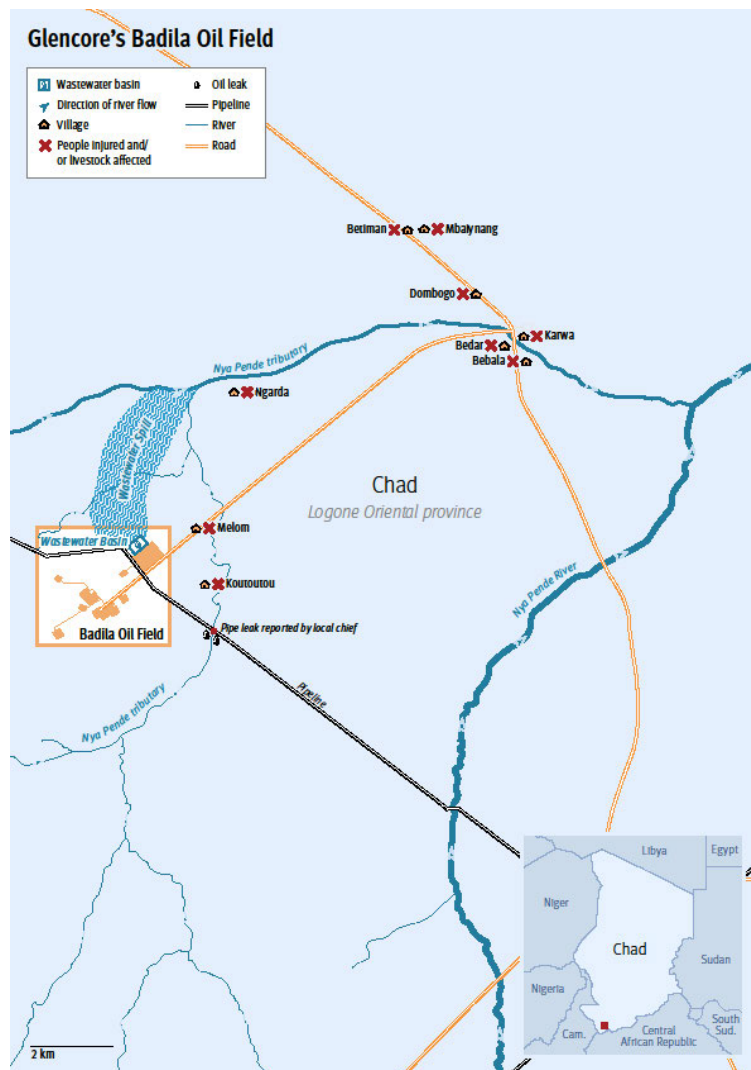 Glencore's Badila Oil Field
Wastewater basin
Direction of river flow
Village
People injured and/
or livestock affected
Oil leak
Pipeline
River
Road
Betiman
Mbaiynang
Dombogo
Karwa
Bedar
Bebala
Nya Pende tributary
Ngarda
Wastewater Spill
Chad
Logone Oriental province
Melom
Wastewater Basin
Koutoutou
Nya Pende River
Badila Oil Field
Pipe leak reported by local chief
Pipeline
Nya Pende tributary
Libya
Egypt
Niger
Chad
Sudan
Nigeria
South
Sud.
Cam.
Central
African Republic
2 km